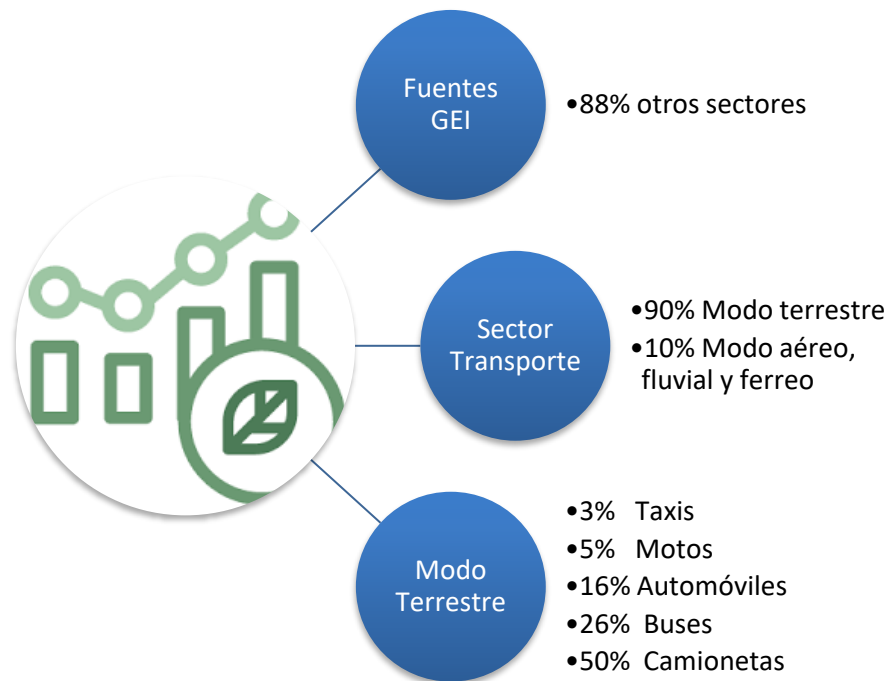 Fuentes
GEI
•88% otros sectores
Sector
Transporte
•90% Modo terrestre
•10% Modo aéreo,
fluvial y ferreo
Modo
Terrestre
•3% Taxis
•5% Motos
•16% Automóviles
•26% Buses
•50% Camionetas